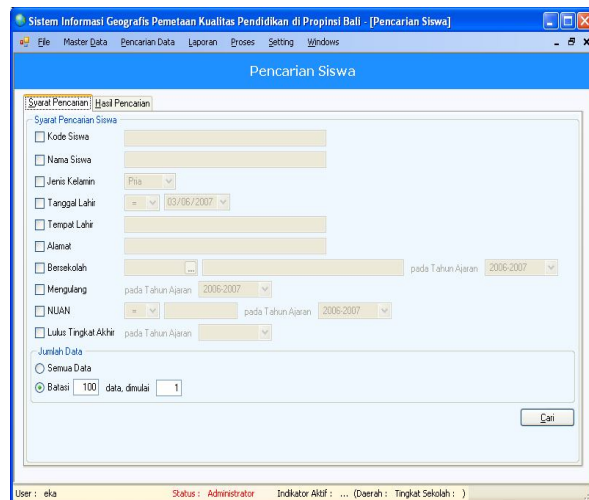 Sistem Informasi Geografis Pemetaan Kualitas Pendidikan di Propinsi Bali - [Pencarian Siswa]
File Master Data Pencarian Data Laporan Proses Setting Windows
Pencarian Siswa
Syarat Pencarian Hasil Pencarian
Syarat Pencarian Siswa
Kode Siswa
Nama Siswa
Jenis Kelamin Pria
Tanggal Lahir = 03/06/2007
Tempat Lahir
Alamat
Bersekolah ... pada Tahun Ajaran 2006-2007
Mengulang pada Tahun Ajaran 2006-2007
NUAN = pada Tahun Ajaran 2006-2007
Lulus Tingkat Akhir pada Tahun Ajaran
Jumlah Data
Semua Data
Batasi 100 data, dimulai 1
Cari
User : eka Status : Administrator Indikator Aktif : ... (Daerah : Tingkat Sekolah : )